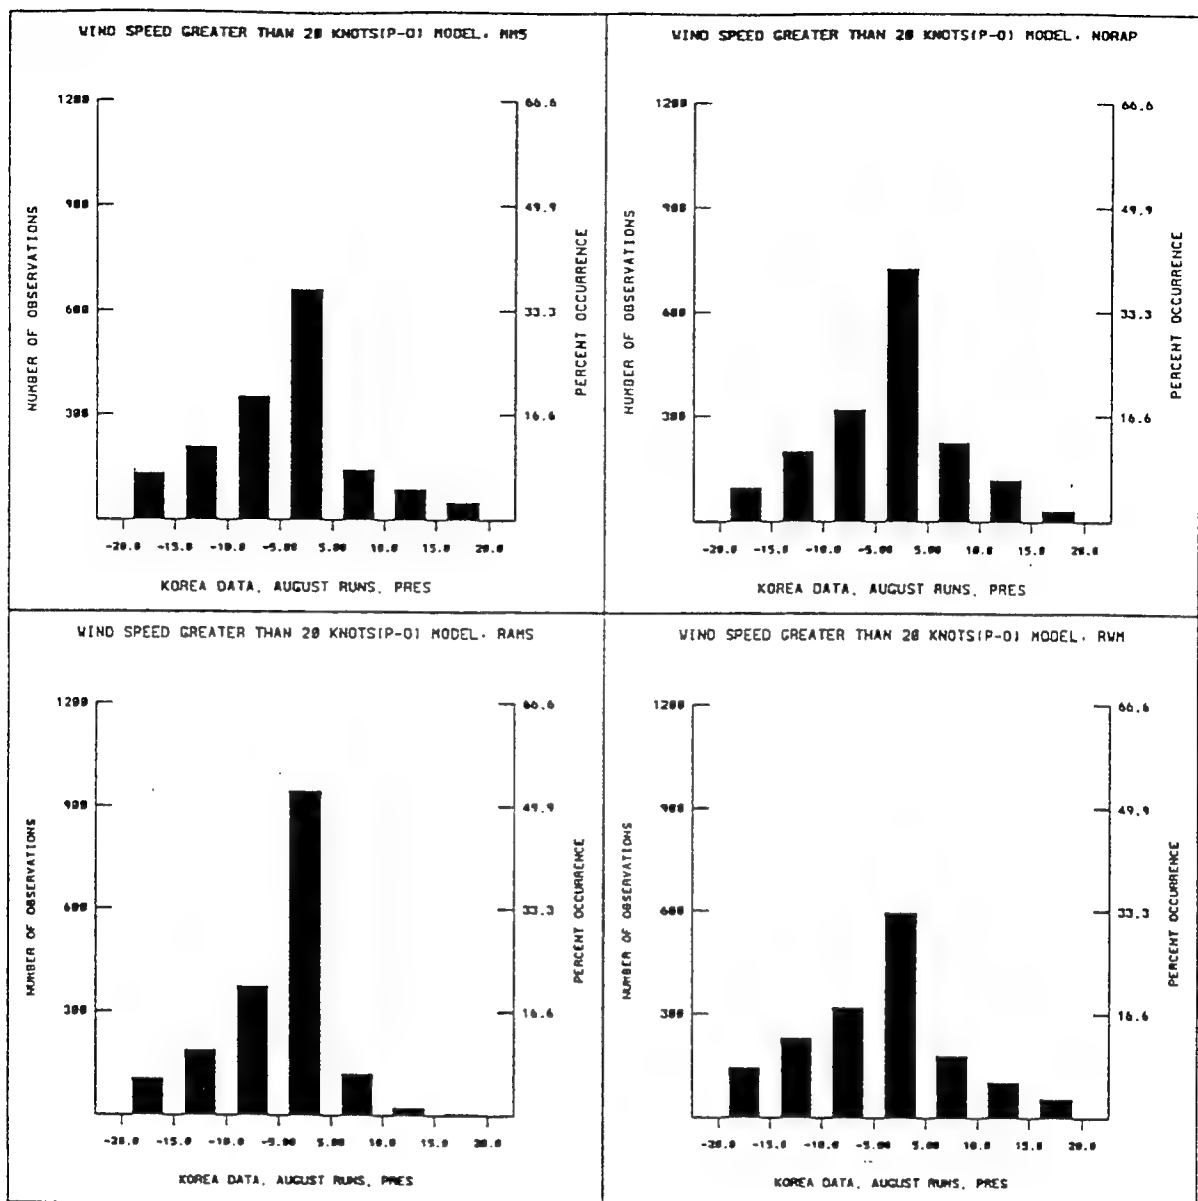 WIND SPEED GREATER THAN 20 KNOTS(P-O) MODEL. MM5
1200
900
600
300
NUMBER OF OBSERVATIONS
66.6
49.9
33.3
16.6
PERCENT OCCURRENCE
-20.0 -15.0 -10.0 -5.00 5.00 10.0 15.0 20.0
KOREA DATA, AUGUST RUNS, PRES
WIND SPEED GREATER THAN 20 KNOTS(P-O) MODEL. NORAP
1200
900
600
300
NUMBER OF OBSERVATIONS
66.6
49.9
33.3
16.6
PERCENT OCCURRENCE
-20.0 -15.0 -10.0 -5.00 5.00 10.0 15.0 20.0
KOREA DATA, AUGUST RUNS, PRES
WIND SPEED GREATER THAN 20 KNOTS(P-O) MODEL. RAMS
1200
900
600
300
NUMBER OF OBSERVATIONS
66.6
49.9
33.3
16.6
PERCENT OCCURRENCE
-20.0 -15.0 -10.0 -5.00 5.00 10.0 15.0 20.0
KOREA DATA, AUGUST RUNS, PRES
WIND SPEED GREATER THAN 20 KNOTS(P-O) MODEL. RWM
1200
900
600
300
NUMBER OF OBSERVATIONS
66.6
49.9
33.3
16.6
PERCENT OCCURRENCE
-20.0 -15.0 -10.0 -5.00 5.00 10.0 15.0 20.0
KOREA DATA, AUGUST RUNS, PRES